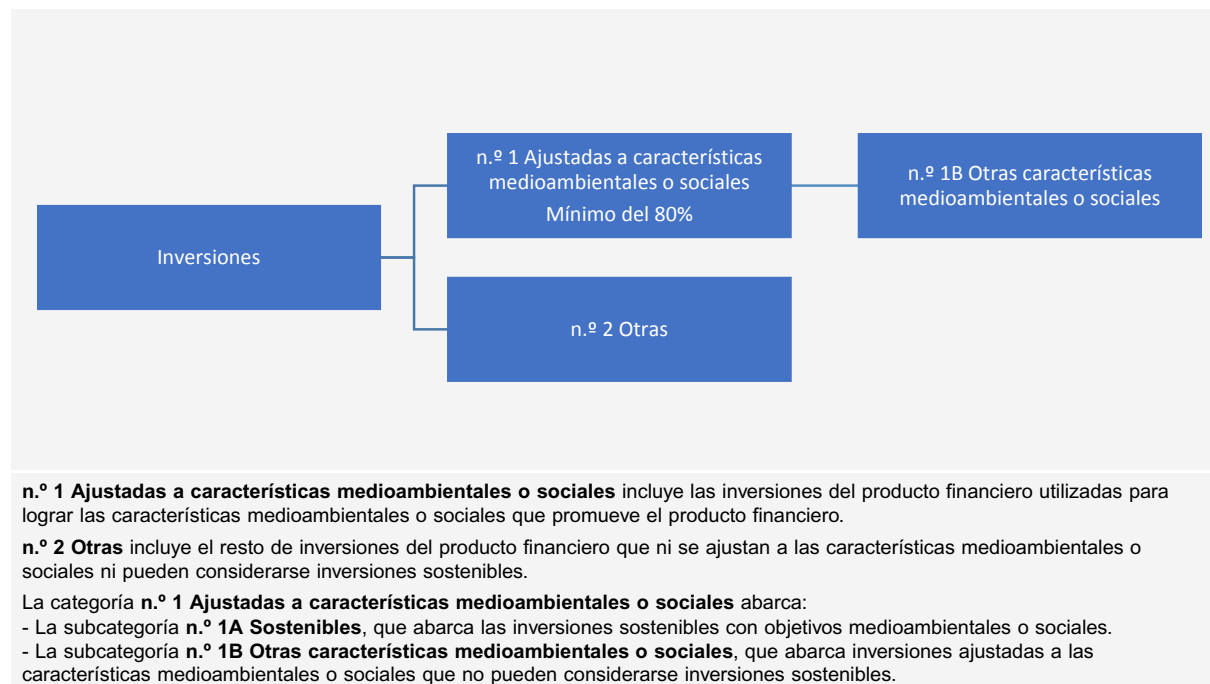 n.º 1 Ajustadas a características
medioambientales o sociales
Mínimo del 80%
n.º 1B Otras características
medioambientales o sociales
Inversiones
n.º 2 Otras
n.º 1 Ajustadas a características medioambientales o sociales incluye las inversiones del producto financiero utilizadas para
lograr las características medioambientales o sociales que promueve el producto financiero.
n.º 2 Otras incluye el resto de inversiones del producto financiero que ni se ajustan a las características medioambientales o
sociales ni pueden considerarse inversiones sostenibles.
La categoría n.º 1 Ajustadas a características medioambientales o sociales abarca:
- La subcategoría n.º 1A Sostenibles, que abarca las inversiones sostenibles con objetivos medioambientales o sociales.
- La subcategoría n.º 1B Otras características medioambientales o sociales, que abarca inversiones ajustadas a las
características medioambientales o sociales que no pueden considerarse inversiones sostenibles.